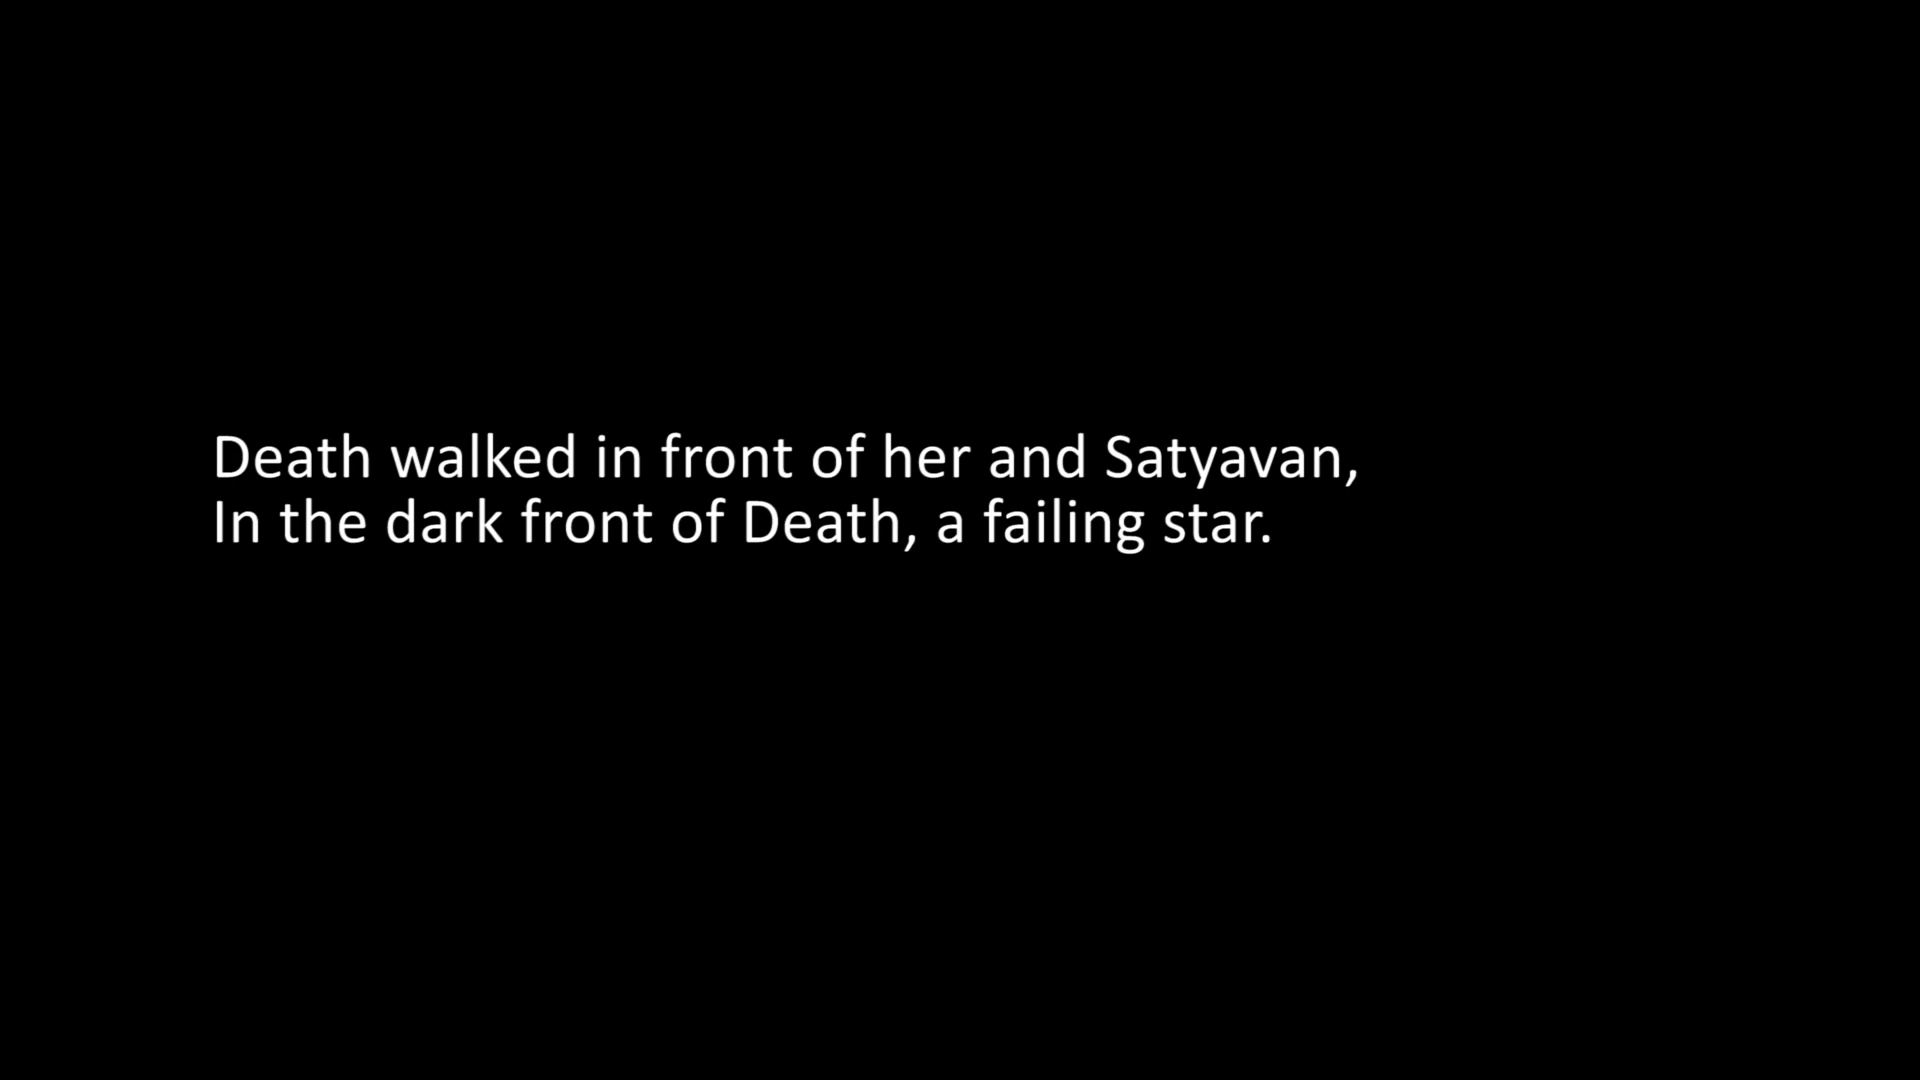 Death walked in front of her and Satyavan,
In the dark front of Death, a failing star.